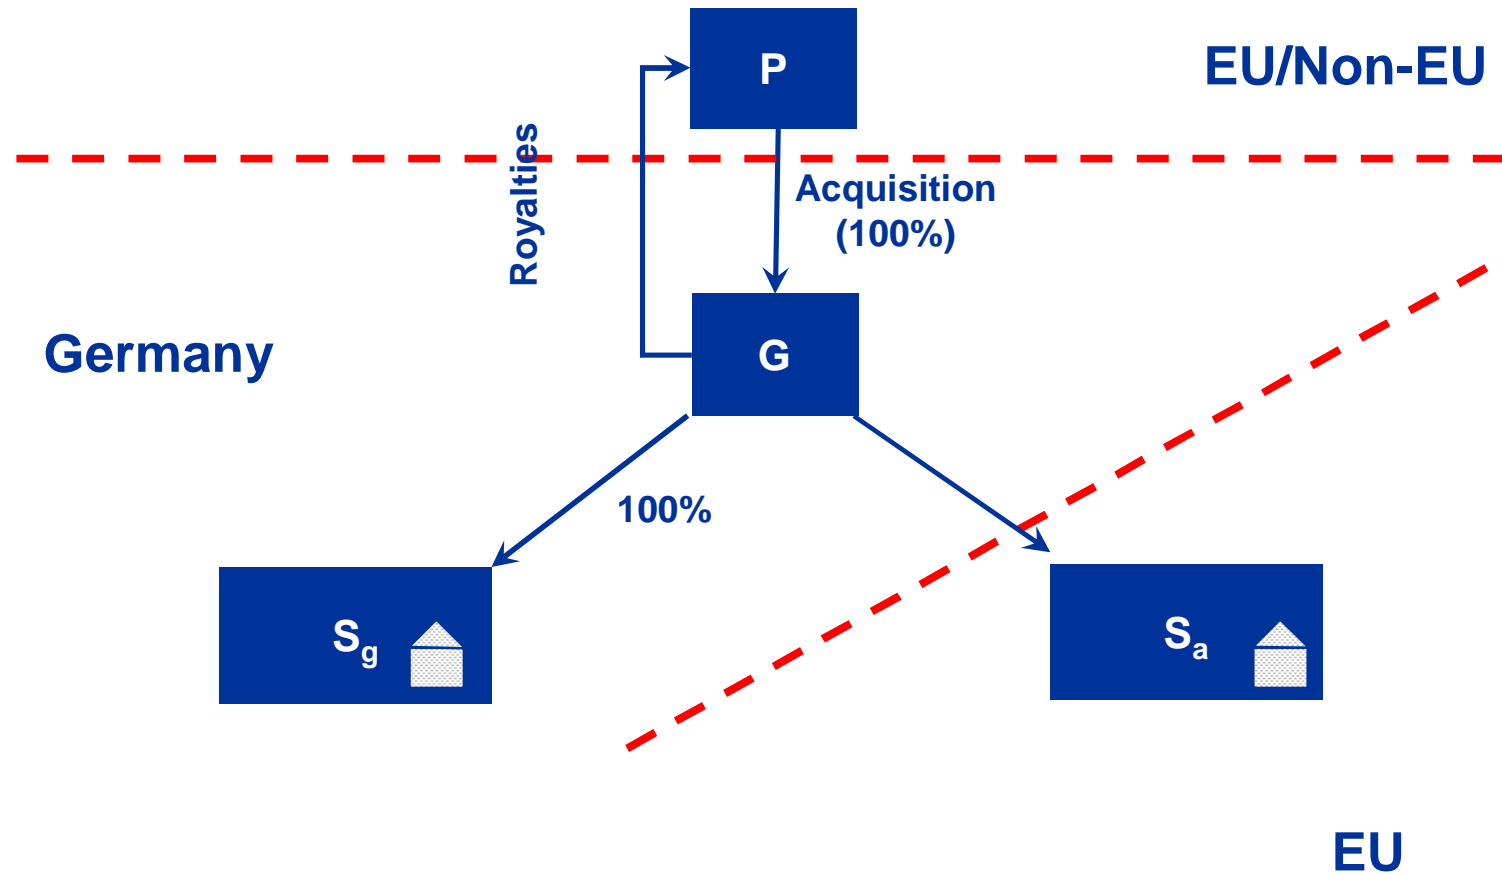 P
EU/Non-EU
Royalties
Acquisition
(100%)
Germany
G
100%
Sg
Sa
EU